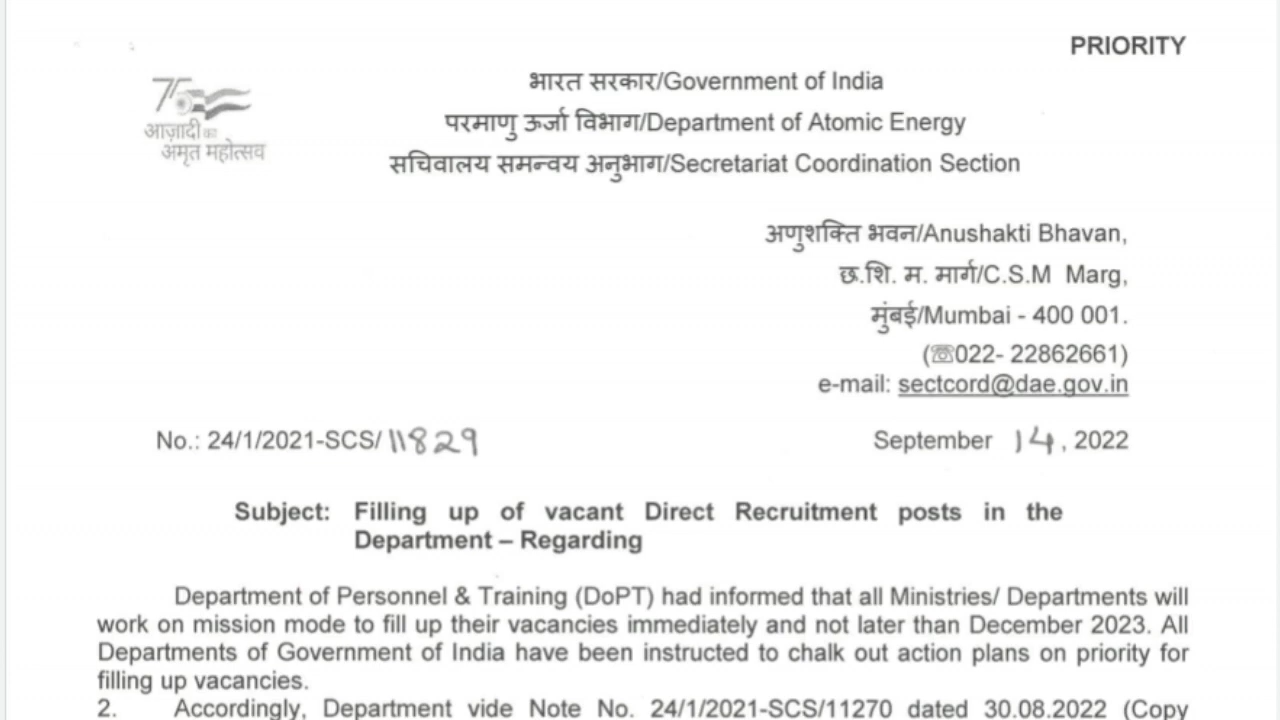 PRIORITY
75
आज़ादी का
अमृत महोत्सव
भारत सरकार/Government of India
परमाणु ऊर्जा विभाग/Department of Atomic Energy
सचिवालय समन्वय अनुभाग/Secretariat Coordination Section
अणुशक्ति भवन/Anushakti Bhavan,
छ.शि. म. मार्ग/C.S.M Marg,
मुंबई/Mumbai - 400 001.
(☏022- 22862661)
e-mail: sectcord@dae.gov.in
No.: 24/1/2021-SCS/ 11829 September 14, 2022
Subject: Filling up of vacant Direct Recruitment posts in the
Department – Regarding
Department of Personnel & Training (DoPT) had informed that all Ministries/ Departments will
work on mission mode to fill up their vacancies immediately and not later than December 2023. All
Departments of Government of India have been instructed to chalk out action plans on priority for
filling up vacancies.
2. Accordingly, Department vide Note No. 24/1/2021-SCS/11270 dated 30.08.2022 (Copy